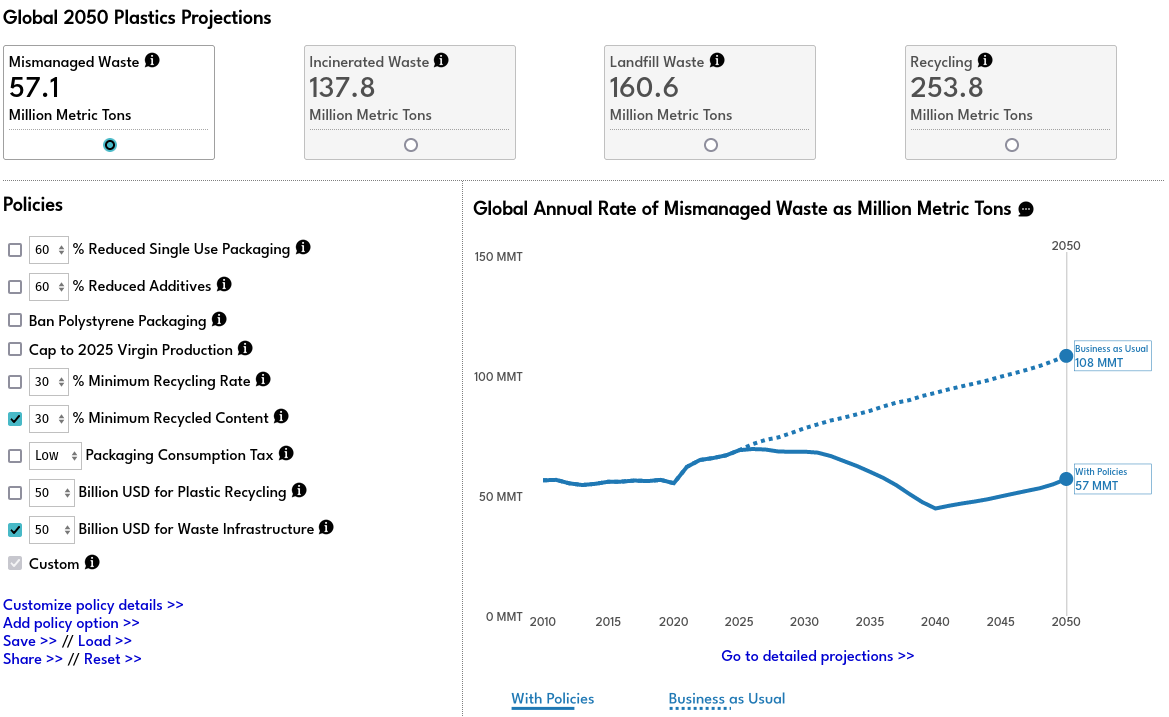 Global 2050 Plastics Projections
Mismanaged Waste
57.1
Million Metric Tons
Incinerated Waste
137.8
Million Metric Tons
Landfill Waste
160.6
Million Metric Tons
Recycling
253.8
Million Metric Tons
Policies
60 % Reduced Single Use Packaging
60 % Reduced Additives
Ban Polystyrene Packaging
Cap to 2025 Virgin Production
30 % Minimum Recycling Rate
30 % Minimum Recycled Content
Low Packaging Consumption Tax
50 Billion USD for Plastic Recycling
50 Billion USD for Waste Infrastructure
Custom
Customize policy details >>
Add policy option >>
Save >> // Load >>
Share >> // Reset >>
Global Annual Rate of Mismanaged Waste as Million Metric Tons
2050
150 MMT
Business as Usual
108 MMT
100 MMT
With Policies
57 MMT
50 MMT
0 MMT
2010 2015 2020 2025 2030 2035 2040 2045 2050
Go to detailed projections >>
With Policies Business as Usual